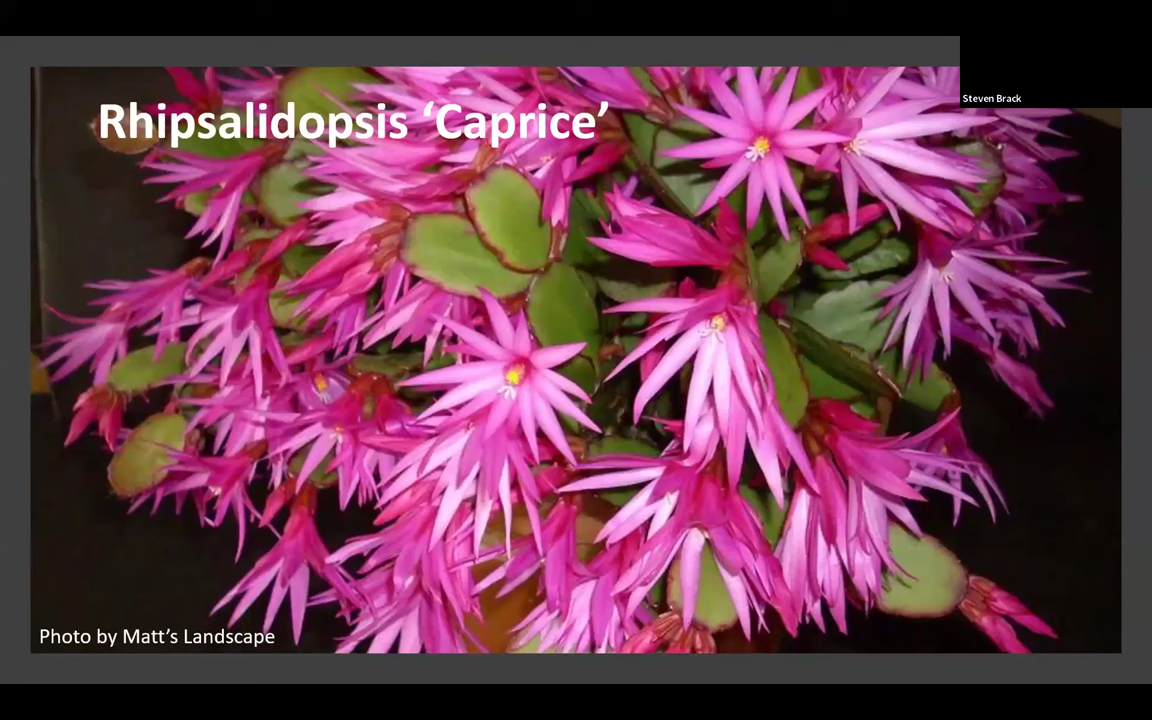 Steven Brack
Rhipsalidopsis ‘Caprice’
Photo by Matt’s Landscape